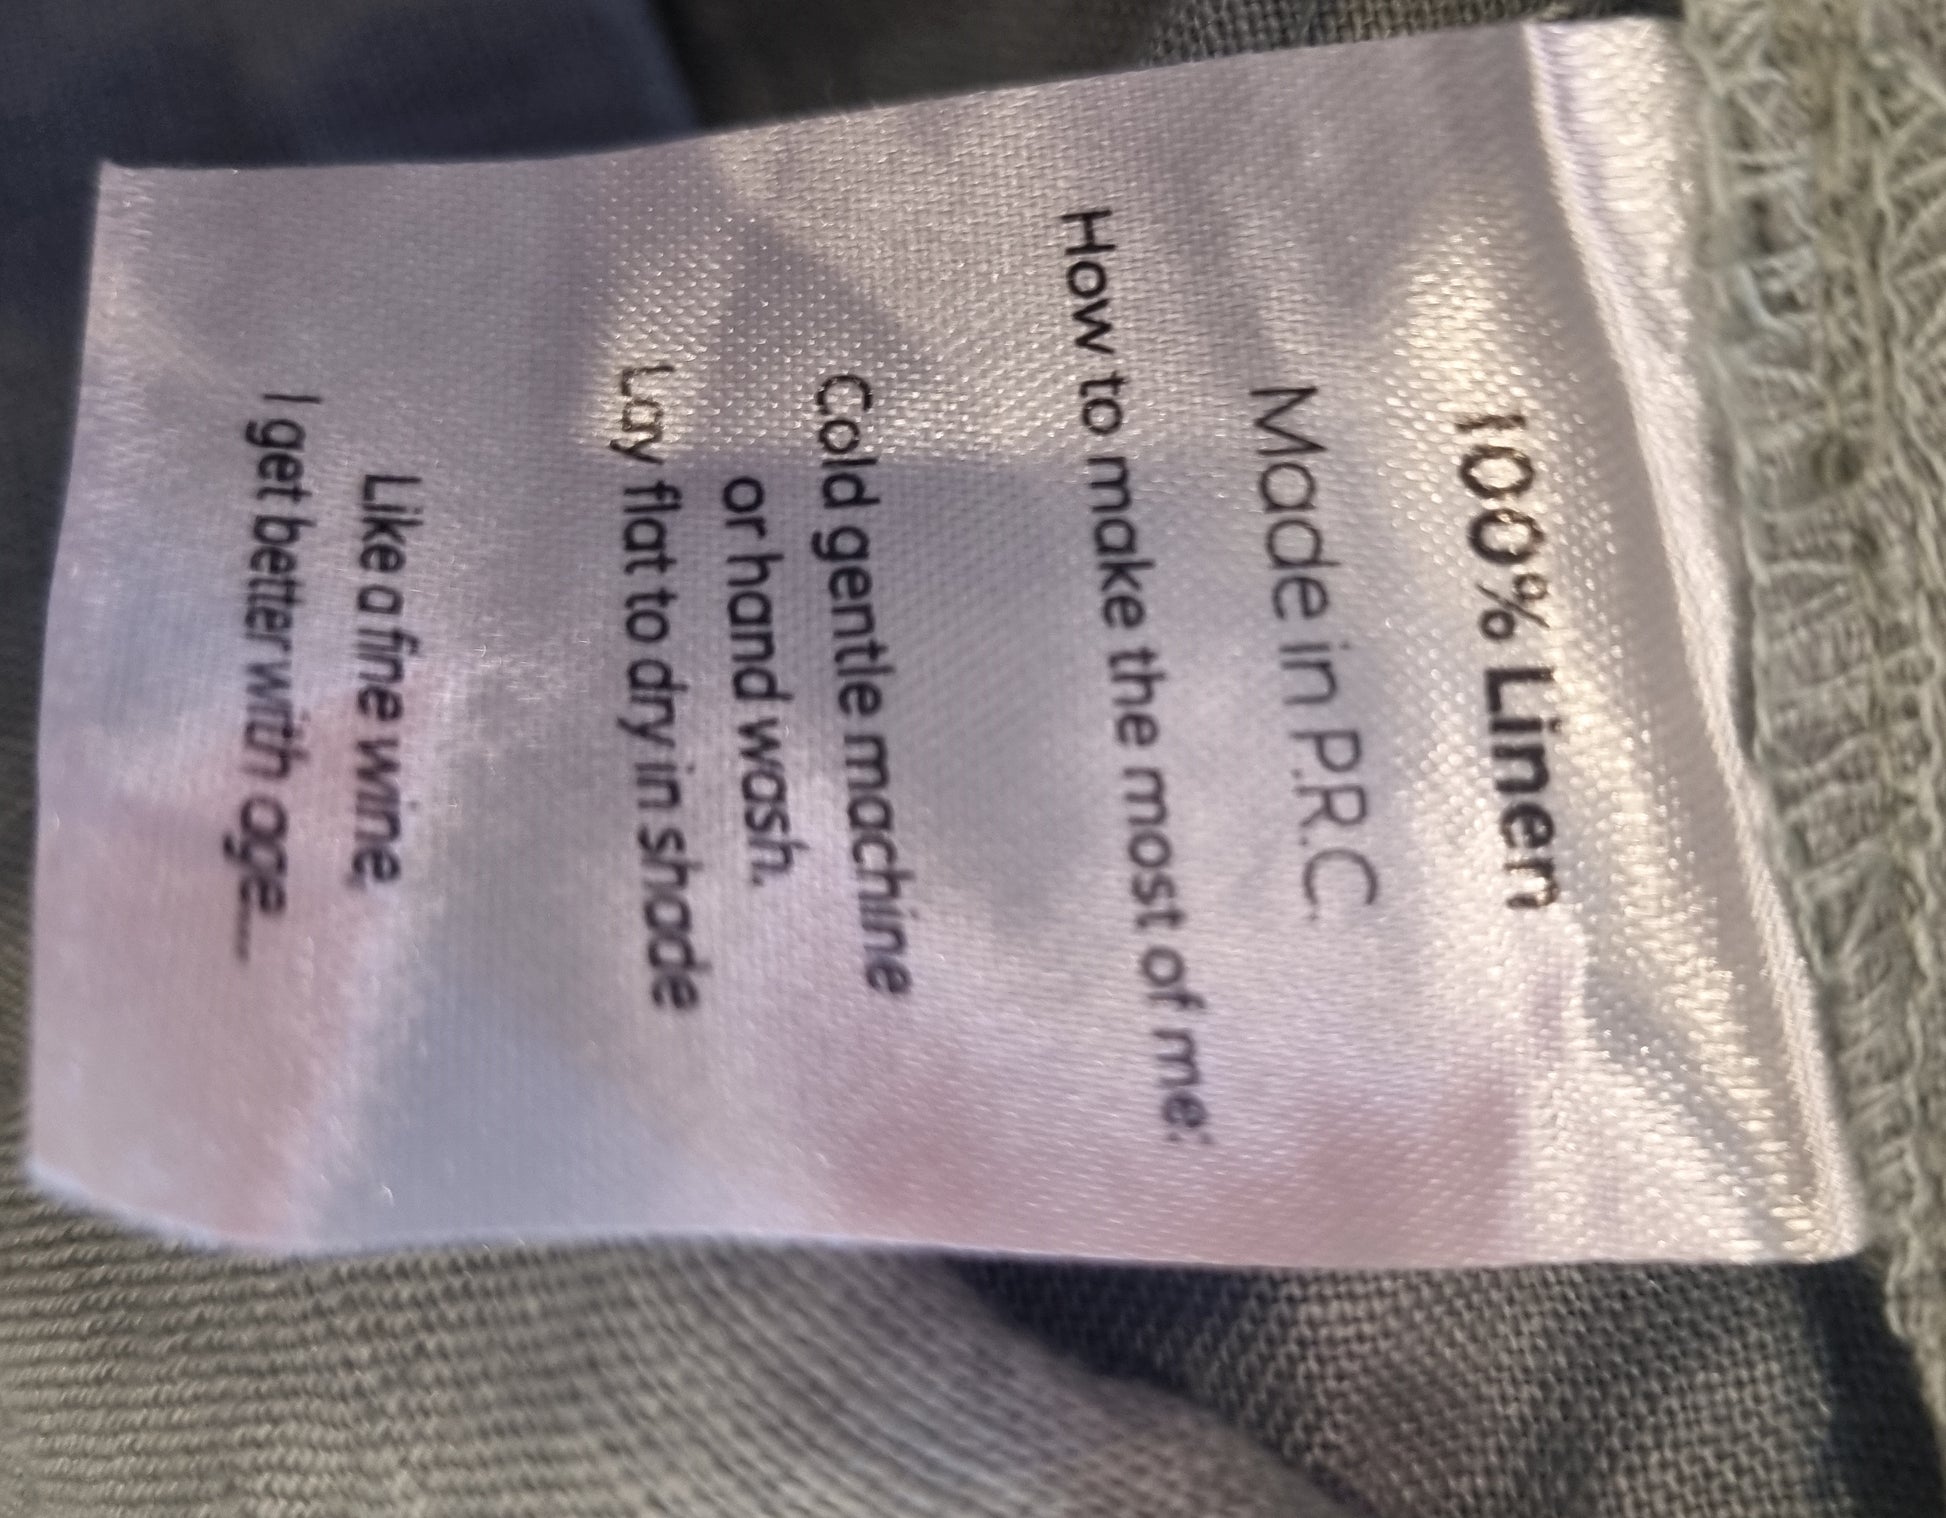 100% Linen
Made in P.R.C.
How to make the most of me:
Cold gentle machine
or hand wash.
Lay flat to dry in shade
Like a fine wine,
I get better with age....